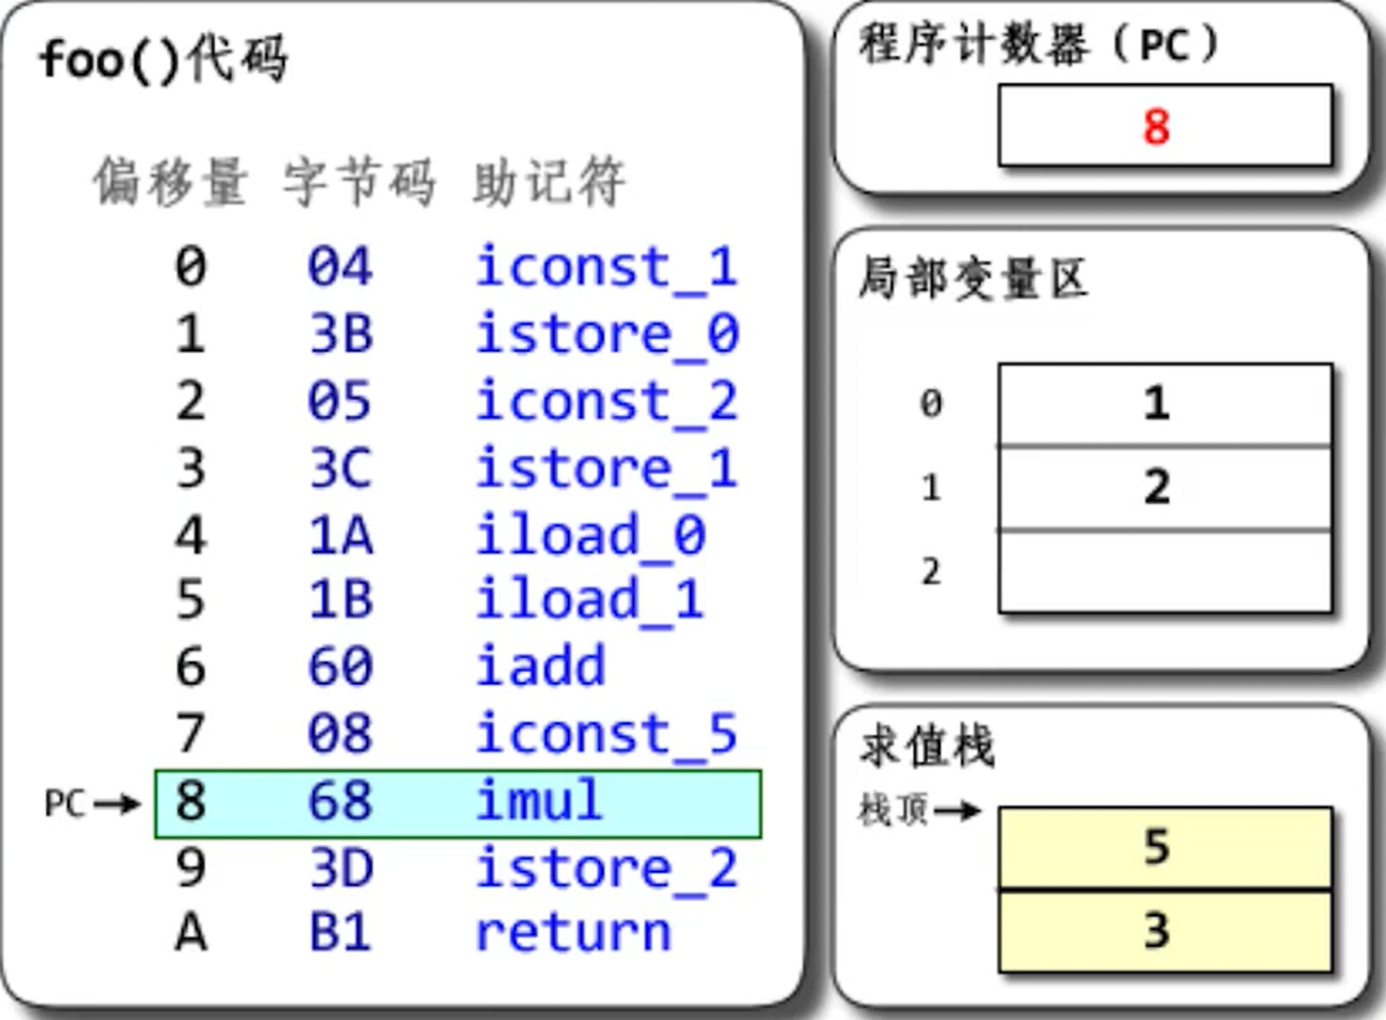 foo()代码
偏移量 字节码 助记符
0 04 iconst_1
1 3B istore_0
2 05 iconst_2
3 3C istore_1
4 1A iload_0
5 1B iload_1
6 60 iadd
7 08 iconst_5
PC→ 8 68 imul
9 3D istore_2
A B1 return
程序计数器（PC）
8
局部变量区
0 1
1 2
2
求值栈
栈顶→
5
3